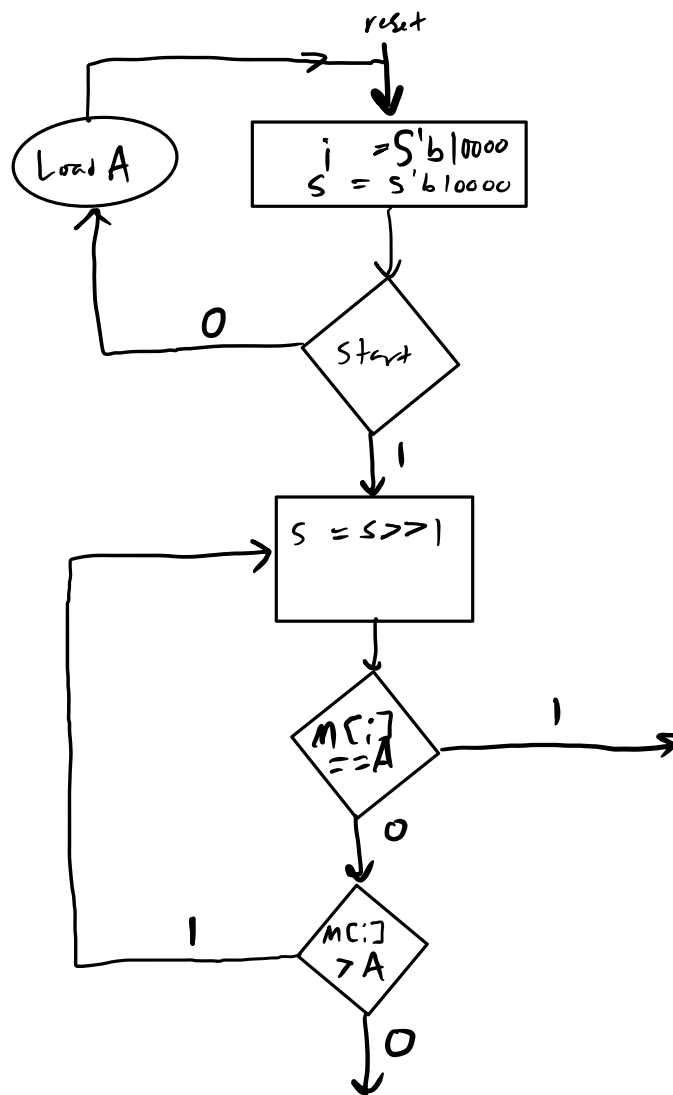 reset
Load A
i = 5'b10000
s = 5'b10000
0
Start
1
s = s>>1
M[i]
==A
1
0
M[i]
> A
1
0